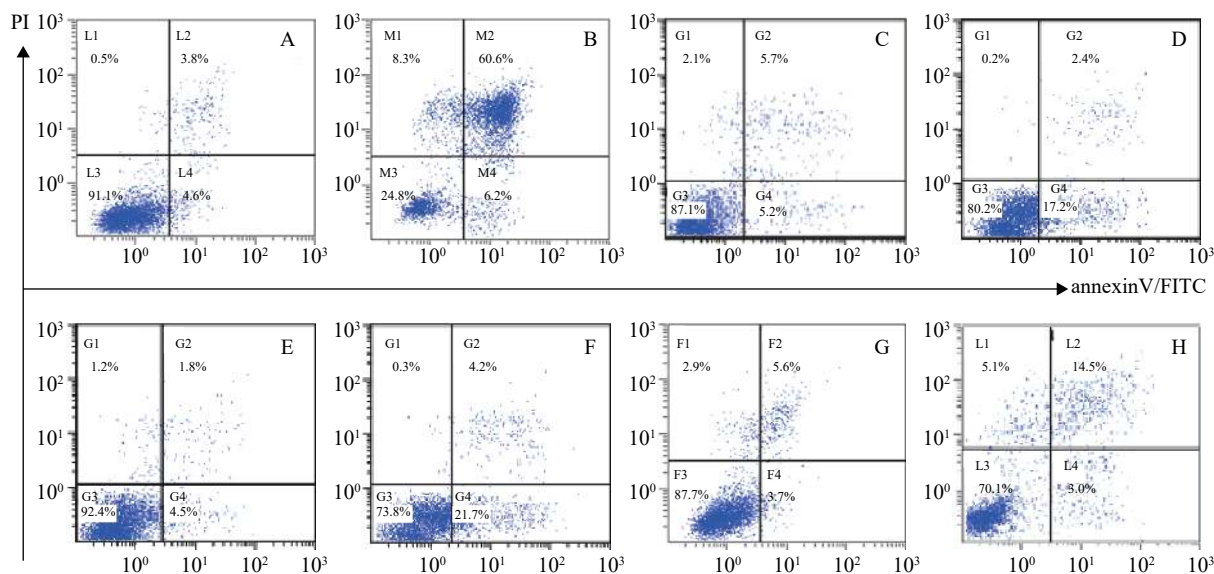 PI
10³ 10² 10¹ 10⁰
L1 L2 A
0.5% 3.8%
L3 L4
91.1% 4.6%
10⁰ 10¹ 10² 10³
10³ 10² 10¹ 10⁰
M1 M2 B
8.3% 60.6%
M3 M4
24.8% 6.2%
10⁰ 10¹ 10² 10³
10³ 10² 10¹ 10⁰
G1 G2 C
2.1% 5.7%
G3 G4
87.1% 5.2%
10⁰ 10¹ 10² 10³
10³ 10² 10¹ 10⁰
G1 G2 D
0.2% 2.4%
G3 G4
80.2% 17.2%
10⁰ 10¹ 10² 10³
annexinV/FITC
10³ 10² 10¹ 10⁰
G1 G2 E
1.2% 1.8%
G3 G4
92.4% 4.5%
10⁰ 10¹ 10² 10³
10³ 10² 10¹ 10⁰
G1 G2 F
0.3% 4.2%
G3 G4
73.8% 21.7%
10⁰ 10¹ 10² 10³
10³ 10² 10¹ 10⁰
F1 F2 G
2.9% 5.6%
F3 F4
87.7% 3.7%
10⁰ 10¹ 10² 10³
10³ 10² 10¹ 10⁰
L1 L2 H
5.1% 14.5%
L3 L4
70.1% 3.0%
10⁰ 10¹ 10² 10³